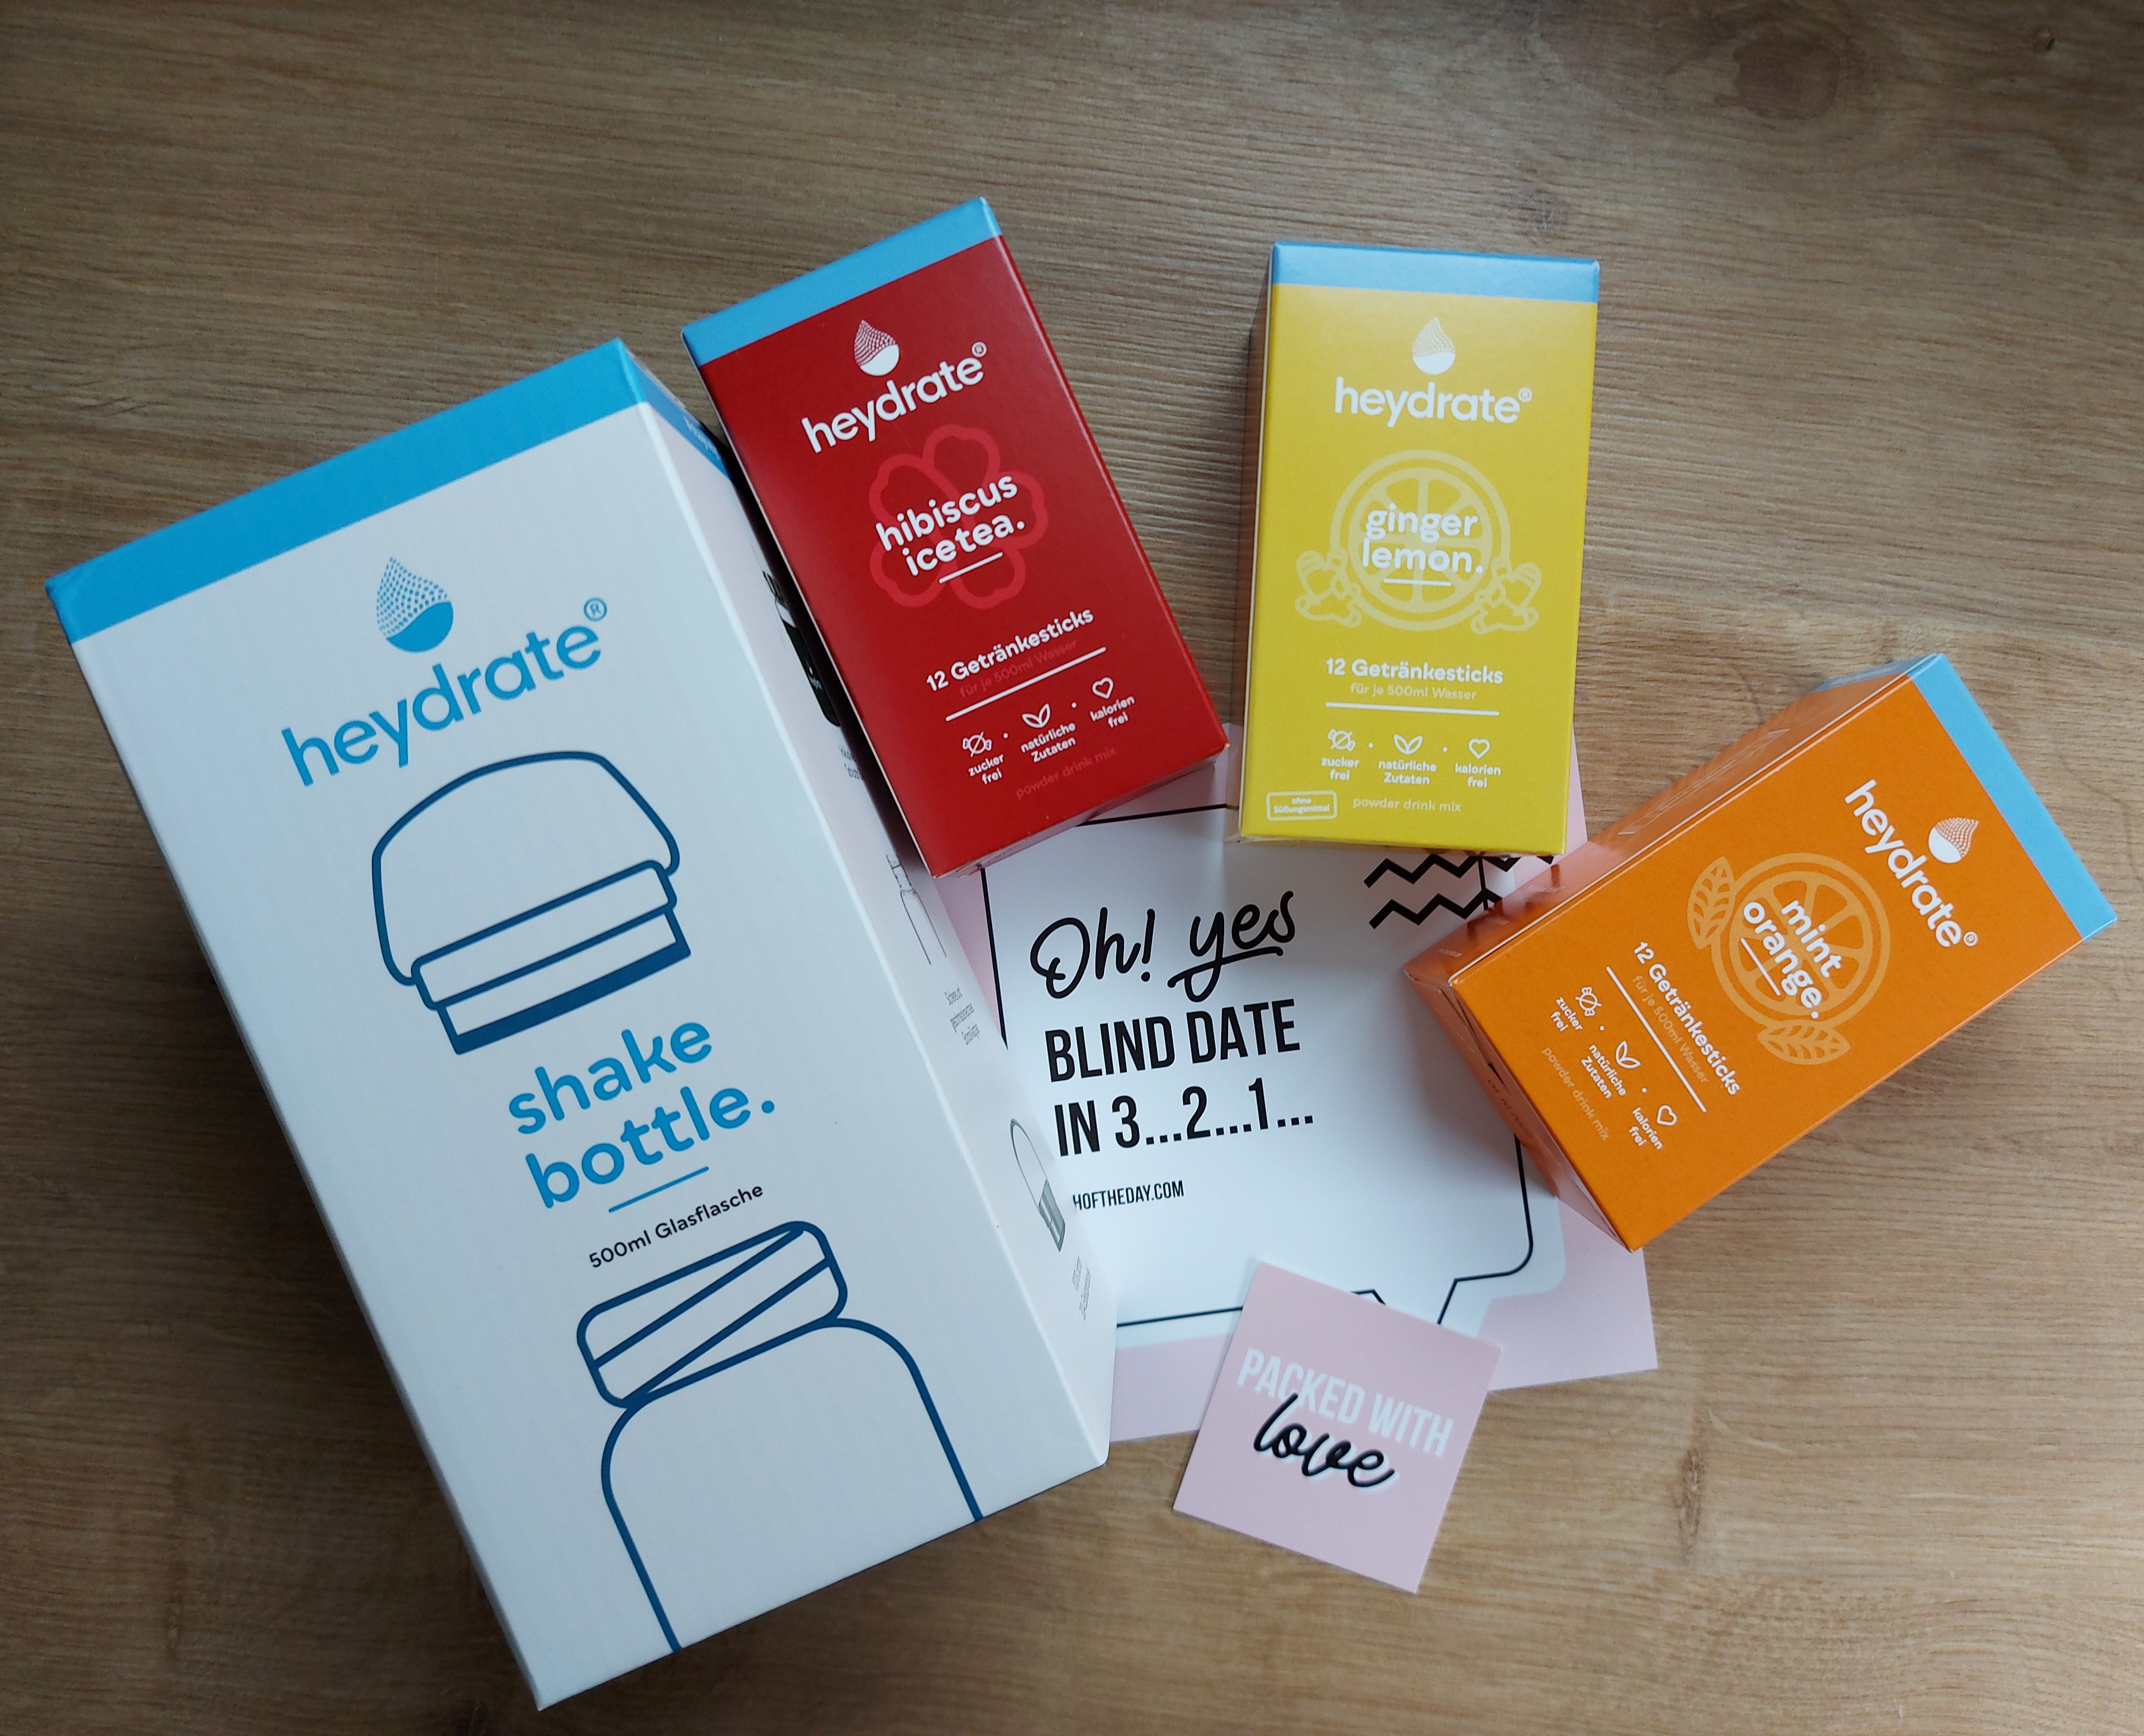 heydrate®
shake
bottle.
500ml Glasflasche
heydrate®
hibiscus
icetea.
12 Getränkesticks
für je 500ml Wasser
zucker
frei
natürliche
Zutaten
kalorien
frei
powder drink mix
heydrate®
ginger
lemon.
12 Getränkesticks
für je 500ml Wasser
zucker
frei
natürliche
Zutaten
kalorien
frei
ohne
Süßungsmittel
powder drink mix
heydrate®
mint
orange.
12 Getränkesticks
für je 500ml Wasser
zucker
frei
natürliche
Zutaten
kalorien
frei
powder drink mix
Oh! yes
BLIND DATE
IN 3...2...1...
HOFTHEDAY.COM
PACKED WITH
love